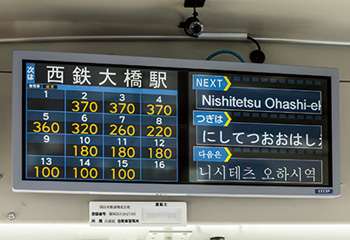 次は 西鉄大橋駅
1 2 3 4
370 370 370
5 6 7 8
360 320 260 220
9 10 11 12
180 180 180
13 14 15 16
100 100 100
NEXT
Nishitetsu Ohashi-ek
つぎは
にしてつおおはし
다음은
니시테츠 오하시역